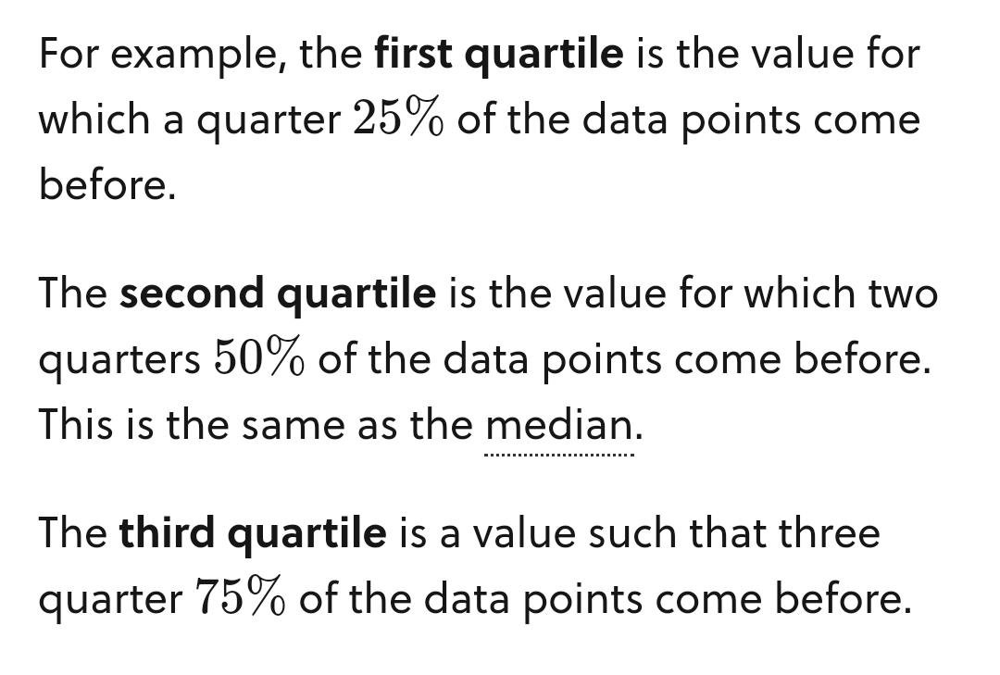 For example, the first quartile is the value for
which a quarter 25% of the data points come
before.
The second quartile is the value for which two
quarters 50% of the data points come before.
This is the same as the median.
The third quartile is a value such that three
quarter 75% of the data points come before.